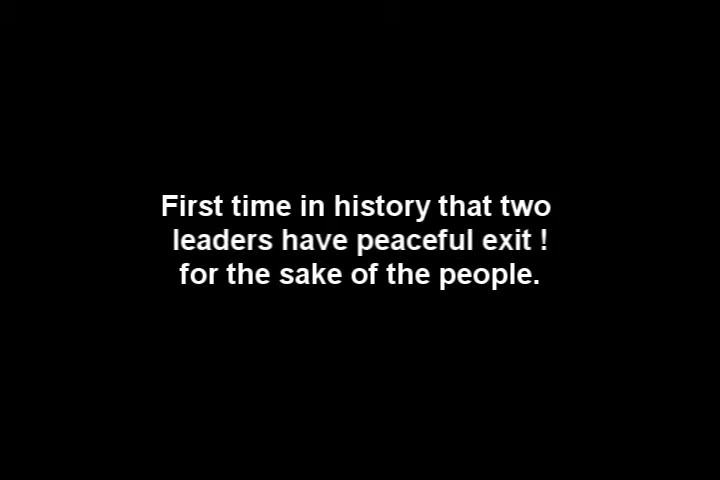 First time in history that two
leaders have peaceful exit !
for the sake of the people.